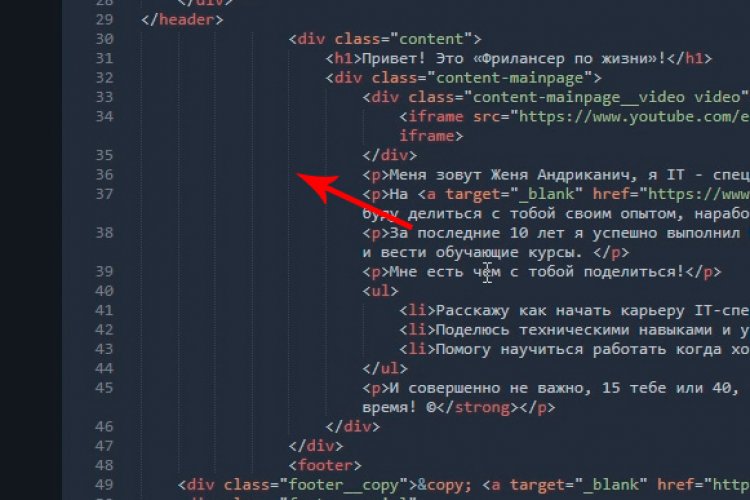 28 </div>
29 </header>
30 <div class="content">
31 <h1>Привет! Это «Фрилансер по жизни»!</h1>
32 <div class="content-mainpage">
33 <div class="content-mainpage__video video"
34 <iframe src="https://www.youtube.com/e
iframe>
35 </div>
36 <p>Меня зовут Женя Андриканич, я IT - спец
37 <p>На <a target="_blank" href="https://www
буду делиться с тобой своим опытом, нарабо
38 <p>За последние 10 лет я успешно выполнил
и вести обучающие курсы. </p>
39 <p>Мне есть чем с тобой поделиться!</p>
40 <ul>
41 <li>Расскажу как начать карьеру IT-спе
42 <li>Поделюсь техническими навыками и у
43 <li>Помогу научиться работать когда хо
44 </ul>
45 <p>И совершенно не важно, 15 тебе или 40,
время! ©</strong></p>
46 </div>
47 </div>
48 <footer>
49 <div class="footer__copy">&copy; <a target="_blank" href="http